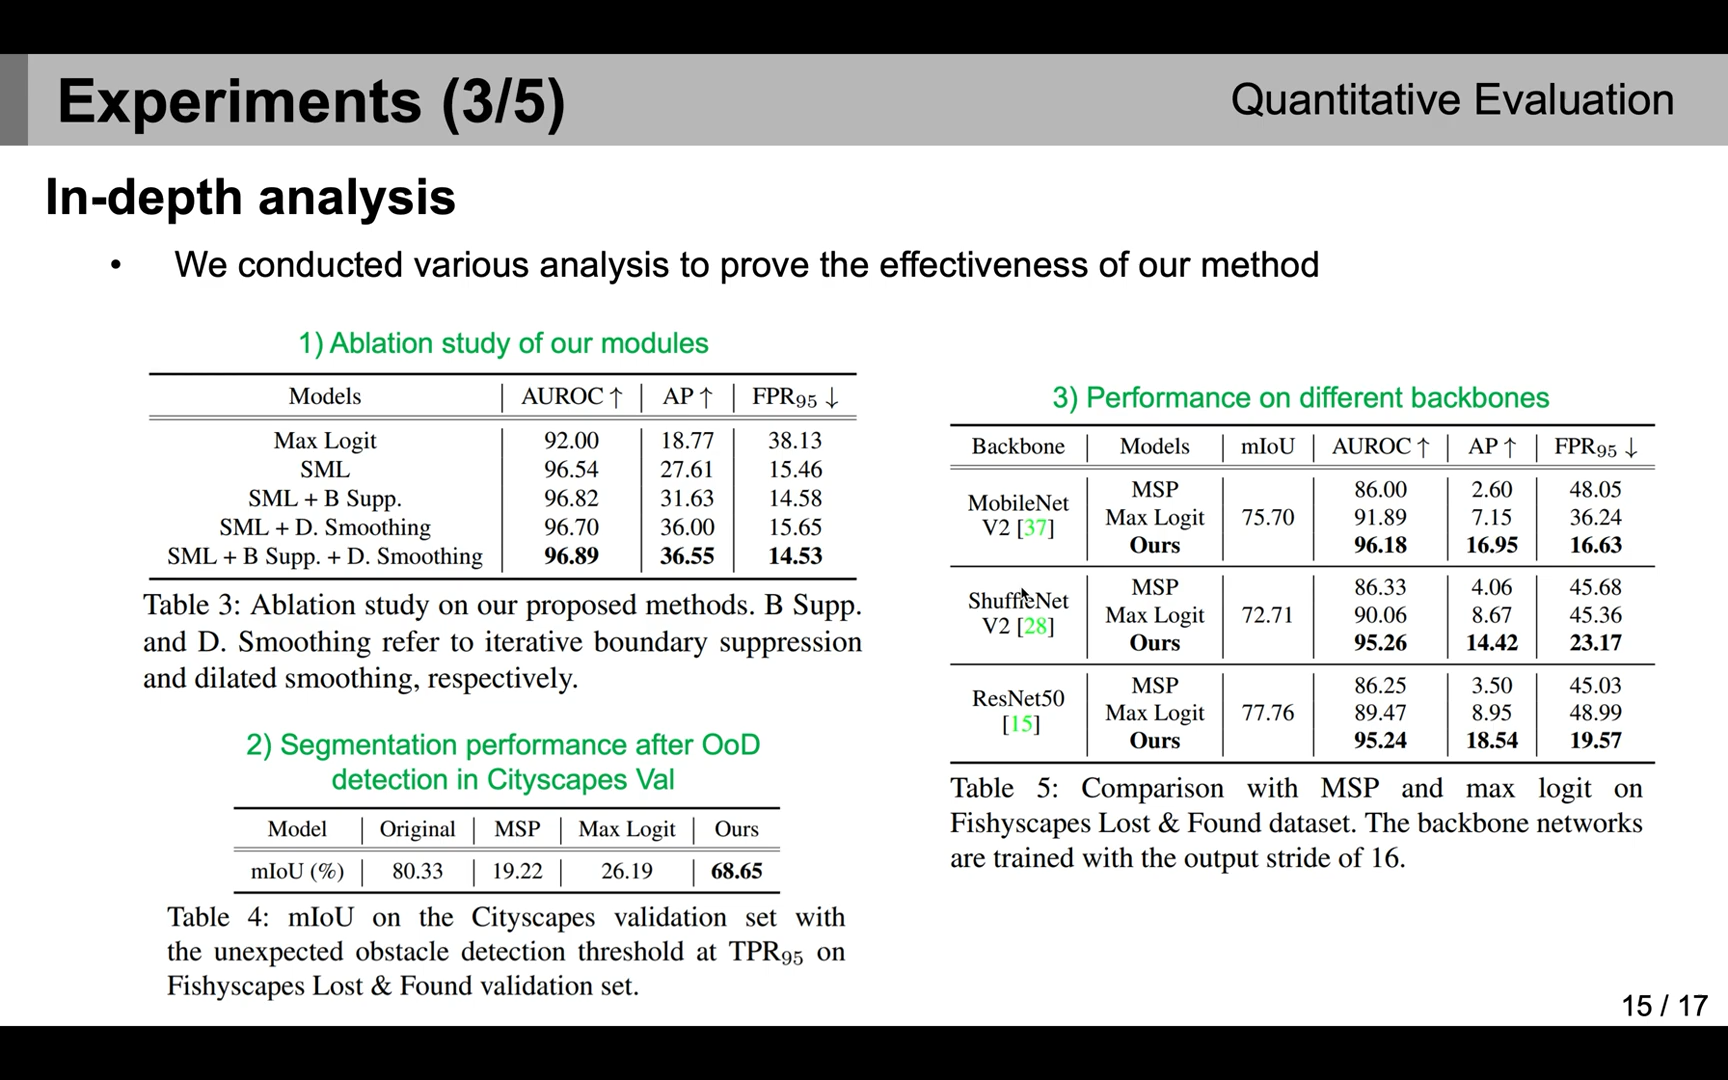 Experiments (3/5)
Quantitative Evaluation
In-depth analysis
• We conducted various analysis to prove the effectiveness of our method
1) Ablation study of our modules
Models | AUROC ↑ | AP ↑ | FPR95 ↓
Max Logit | 92.00 | 18.77 | 38.13
SML | 96.54 | 27.61 | 15.46
SML + B Supp. | 96.82 | 31.63 | 14.58
SML + D. Smoothing | 96.70 | 36.00 | 15.65
SML + B Supp. + D. Smoothing | 96.89 | 36.55 | 14.53
Table 3: Ablation study on our proposed methods. B Supp.
and D. Smoothing refer to iterative boundary suppression
and dilated smoothing, respectively.
2) Segmentation performance after OoD
detection in Cityscapes Val
Model | Original | MSP | Max Logit | Ours
mIoU (%) | 80.33 | 19.22 | 26.19 | 68.65
Table 4: mIoU on the Cityscapes validation set with
the unexpected obstacle detection threshold at TPR95 on
Fishyscapes Lost & Found validation set.
3) Performance on different backbones
Backbone | Models | mIoU | AUROC ↑ | AP ↑ | FPR95 ↓
MobileNet V2 [37] | MSP | 75.70 | 86.00 | 2.60 | 48.05
Max Logit | 91.89 | 7.15 | 36.24
Ours | 96.18 | 16.95 | 16.63
ShuffleNet V2 [28] | MSP | 72.71 | 86.33 | 4.06 | 45.68
Max Logit | 90.06 | 8.67 | 45.36
Ours | 95.26 | 14.42 | 23.17
ResNet50 [15] | MSP | 77.76 | 86.25 | 3.50 | 45.03
Max Logit | 89.47 | 8.95 | 48.99
Ours | 95.24 | 18.54 | 19.57
Table 5: Comparison with MSP and max logit on
Fishyscapes Lost & Found dataset. The backbone networks
are trained with the output stride of 16.
15 / 17